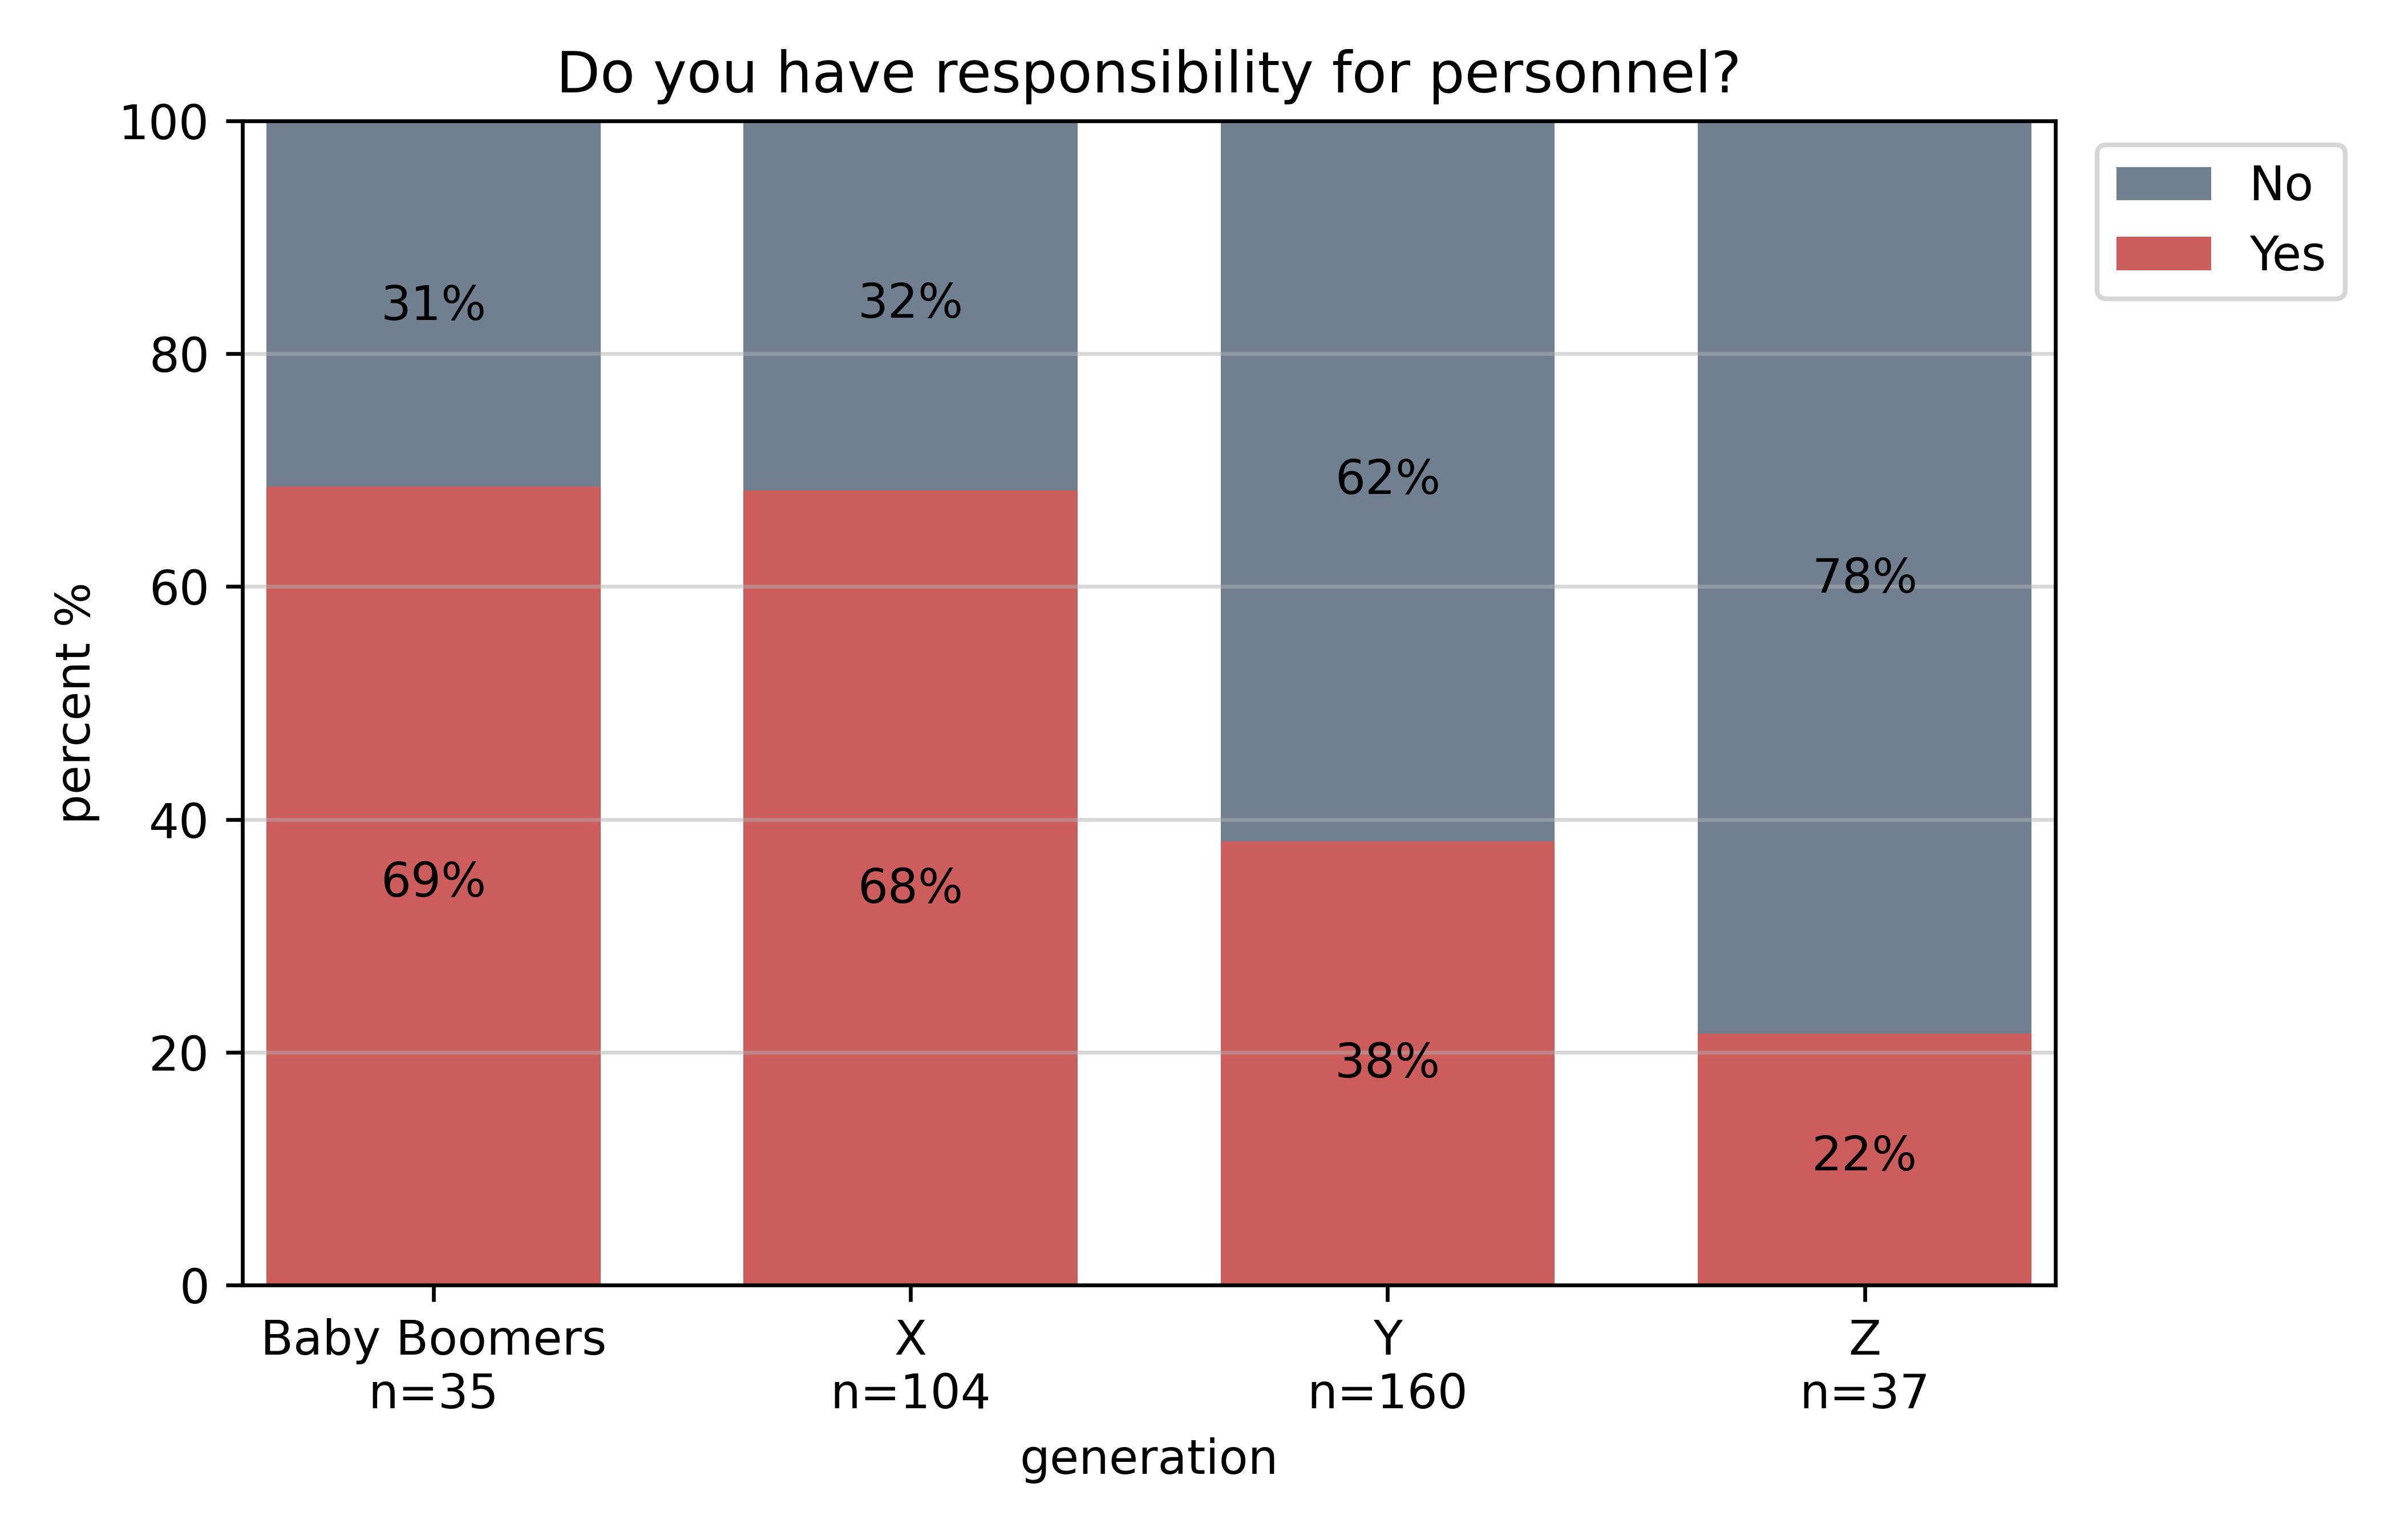 Do you have responsibility for personnel?
100
80
60
40
20
0
percent %
31%
32%
62%
78%
69%
68%
38%
22%
No
Yes
Baby Boomers
n=35
X
n=104
Y
n=160
Z
n=37
generation